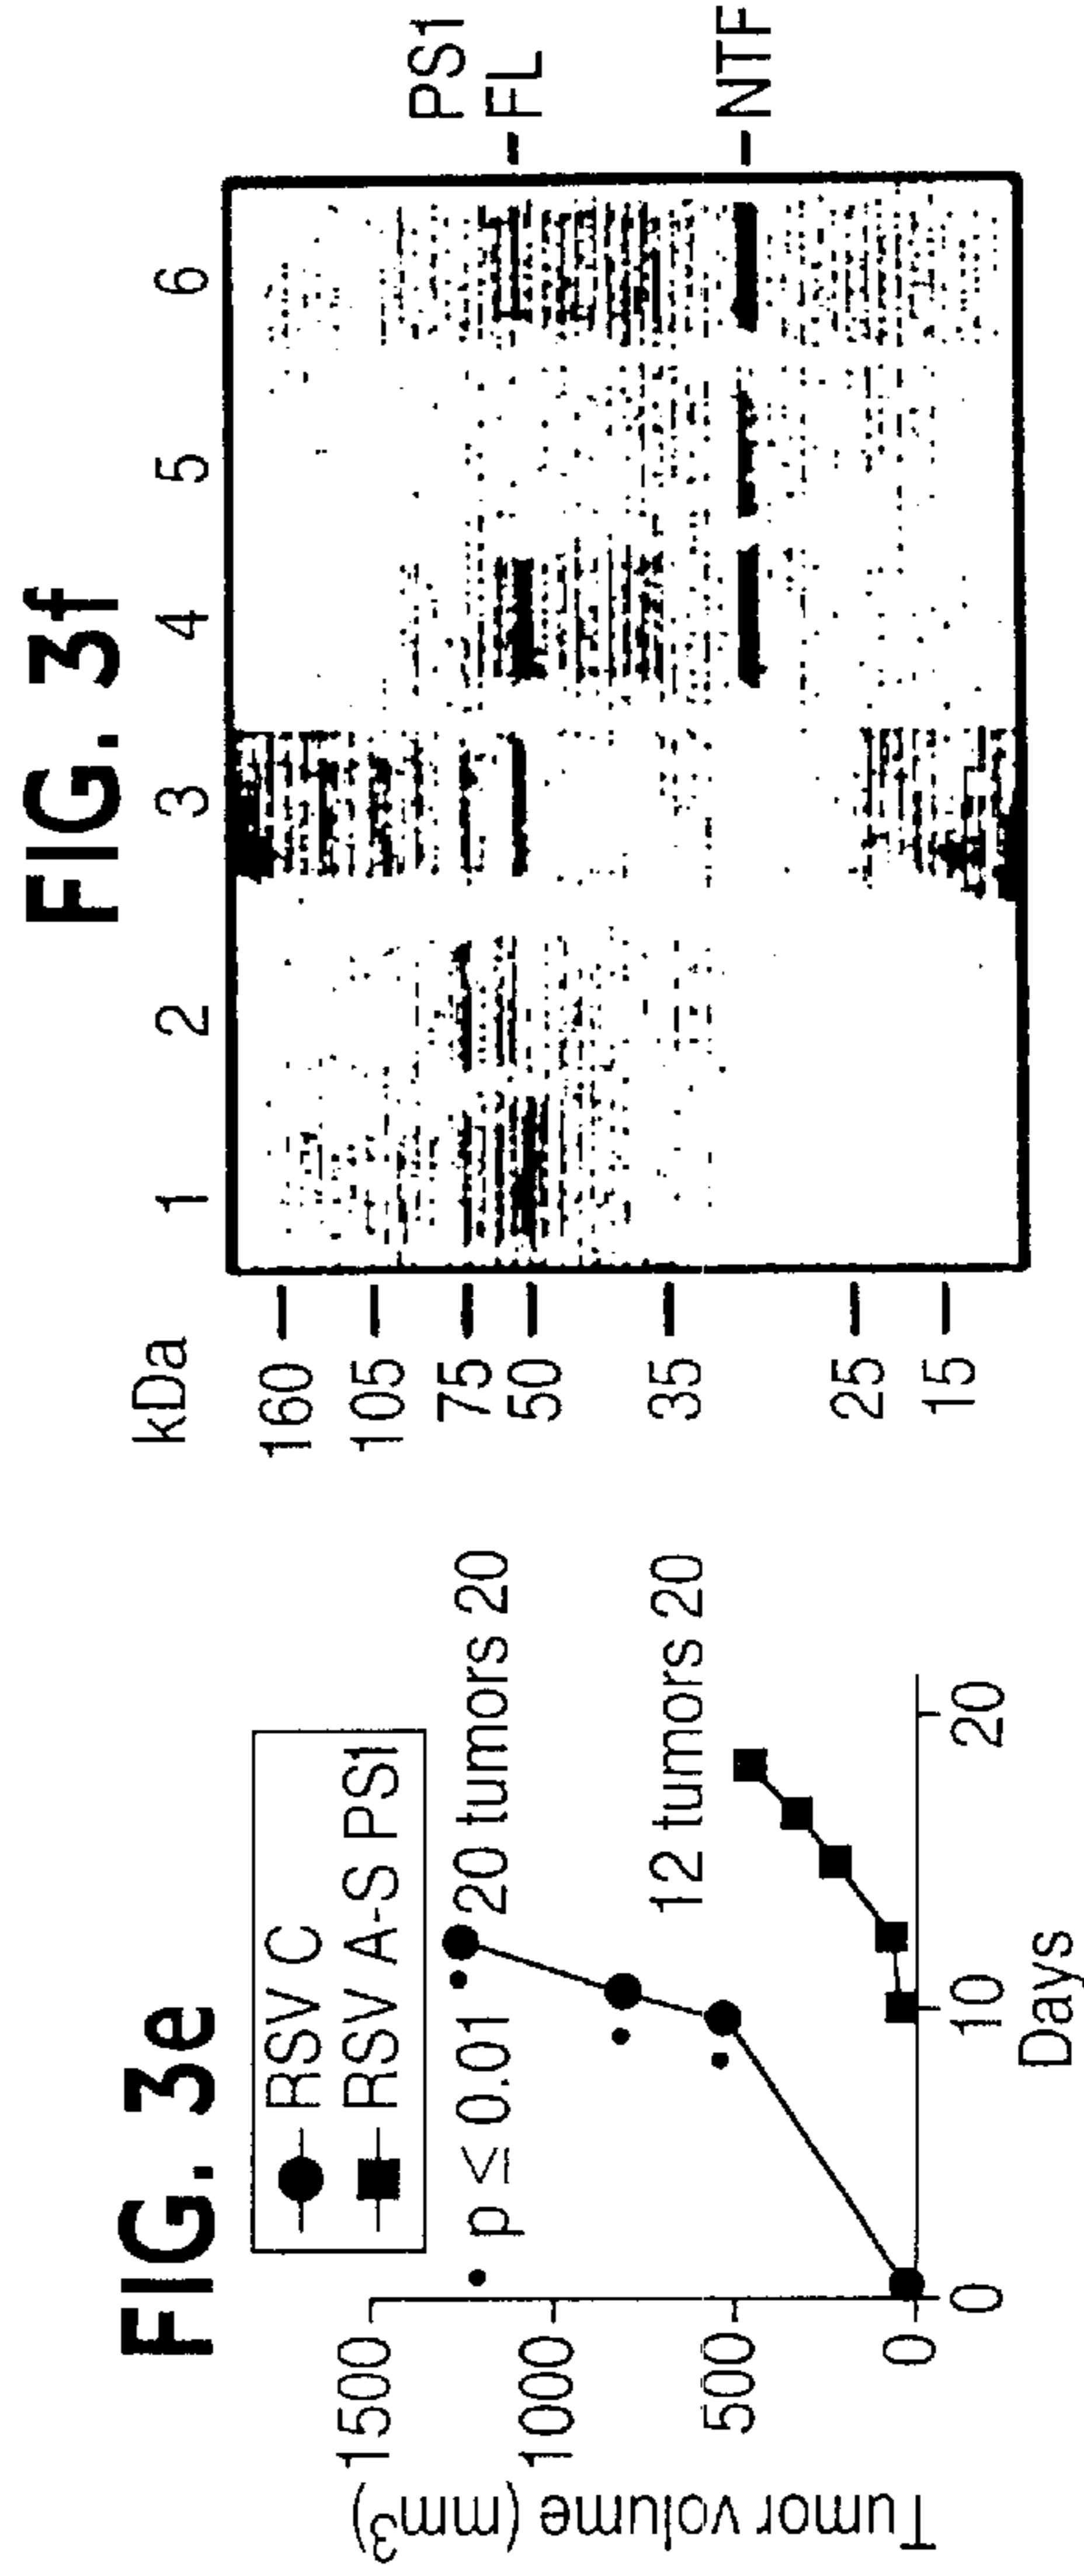 FIG. 3e
RSV C
RSV A-S PS1
p ≤ 0.01
20 tumors 20
12 tumors 20
1500
1000
500
0
Tumor volume (mm3)
0
10
20
Days
FIG. 3f
kDa
1
2
3
4
5
6
160
105
75
50
35
25
15
PS1
FL
NTF